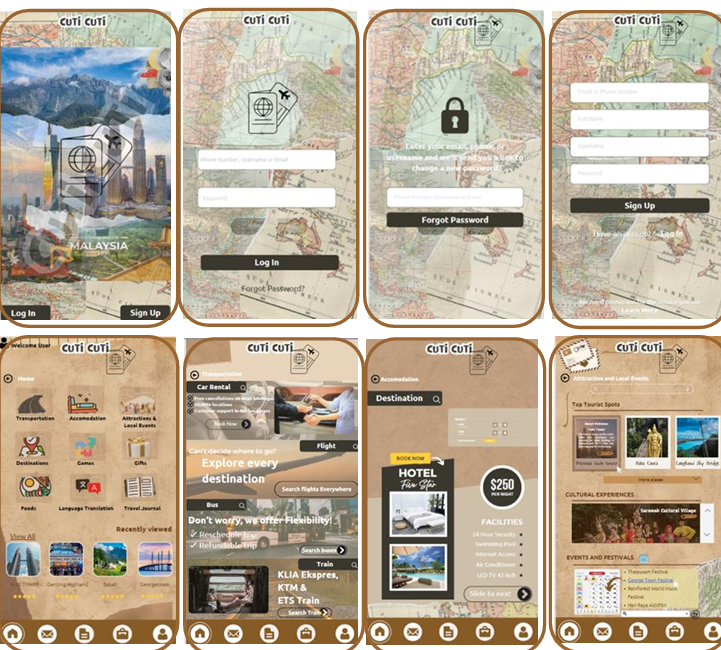 CUTI CUTI
MALAYSIA
Log In
Sign Up
CUTI CUTI
Phone Number, Username or Email
Password
Log In
Forgot Password?
CUTI CUTI
Enter your email, phone, or
username and we'll send you a link to
change a new password
Phone Number, Username or Email
Forgot Password
CUTI CUTI
Email or Phone Number
Full Name
Username
Password
Sign Up
Have an account? Log In
Learn More
Welcome User
CUTI CUTI
Home
Transportation
Accomodation
Attractions &
Local Events
Destinations
Games
Gifts
Foods
Language Translation
Travel Journal
Recently viewed
View All
Genting Highland
Sabah
Georgetown
CUTI CUTI
Transportation
Car Rental
Free cancellations on most bookings
60,000+ locations
Customer support in 40+ languages
Book Now
Flight
Can't decide where to go?
Explore every
destination
Search flights Everywhere
Bus
Don't worry, we offer Flexibility!
Reschedule trip
Refundable trip
Search buses
Train
KLIA Ekspres,
KTM &
ETS Train
Search Train
CUTI CUTI
Accomodation
Destination
BOOK NOW
HOTEL
Five Star
$250
PER NIGHT
FACILITIES
24 Hour Security
Swimming Pool
Internet Access
Air Conditioner
LED TV 43 Inch
Slide to next
CUTI CUTI
Attraction and Local Events
Top Tourist Spots
Petronas Twin Towers
Batu Caves
Langkawi Sky Bridge
More places
CULTURAL EXPERIENCES
Sarawak Cultural Village
EVENTS AND FESTIVALS
Thaipusam Festival
George Town Festival
Rainforest World Music
Festival
Hari Raya Aidilfitri